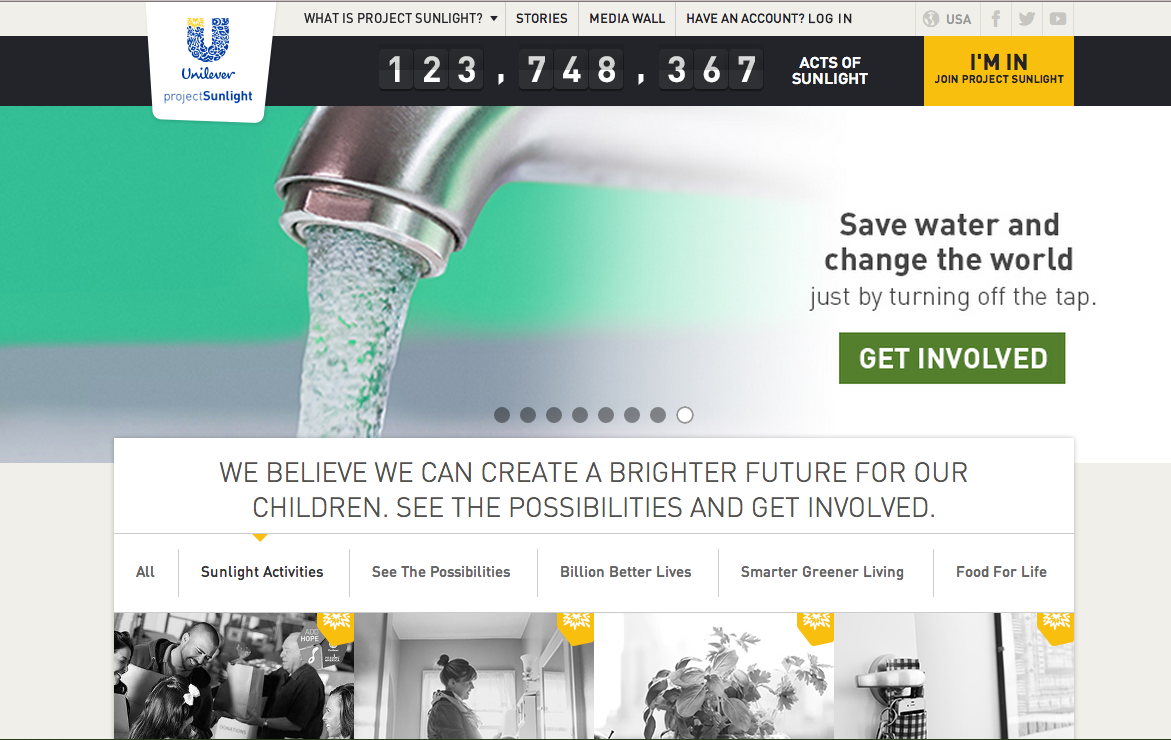 WHAT IS PROJECT SUNLIGHT?
STORIES
MEDIA WALL
HAVE AN ACCOUNT? LOG IN
USA
Unilever
projectSunlight
123,748,367
ACTS OF
SUNLIGHT
I'M IN
JOIN PROJECT SUNLIGHT
Save water and
change the world
just by turning off the tap.
GET INVOLVED
WE BELIEVE WE CAN CREATE A BRIGHTER FUTURE FOR OUR
CHILDREN. SEE THE POSSIBILITIES AND GET INVOLVED.
All
Sunlight Activities
See The Possibilities
Billion Better Lives
Smarter Greener Living
Food For Life
ADD
HOPE
DONATIONS